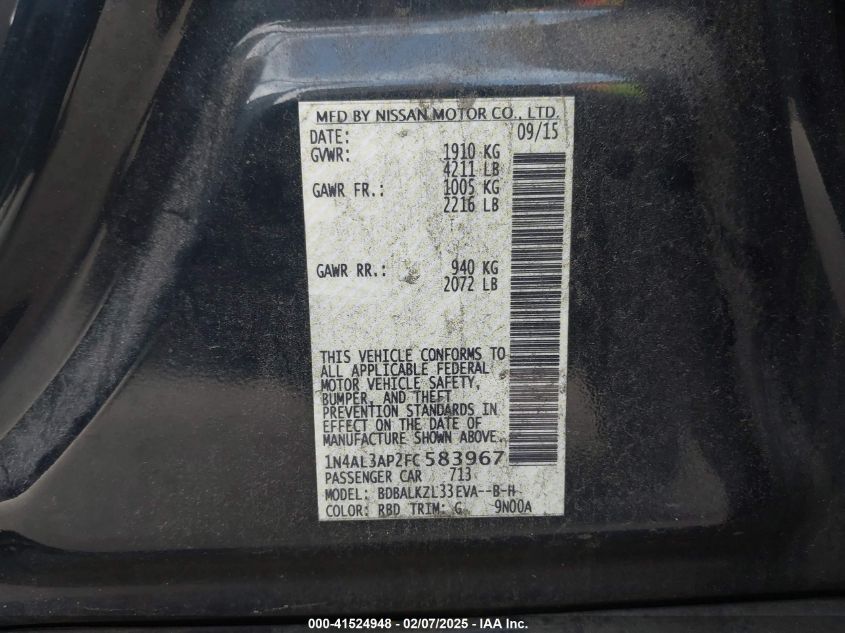 MFD BY NISSAN MOTOR CO., LTD.
DATE: 09/15
GVWR: 1910 KG
4211 LB
GAWR FR.: 1005 KG
2216 LB
GAWR RR.: 940 KG
2072 LB
THIS VEHICLE CONFORMS TO
ALL APPLICABLE FEDERAL
MOTOR VEHICLE SAFETY,
BUMPER, AND THEFT
PREVENTION STANDARDS IN
EFFECT ON THE DATE OF
MANUFACTURE SHOWN ABOVE.
1N4AL3AP2FC583967
PASSENGER CAR 713
MODEL: BDBALKZL33EVA--B-H
COLOR: RBD TRIM: G 9N00A
000-41524948 - 02/07/2025 - © IAA Inc.